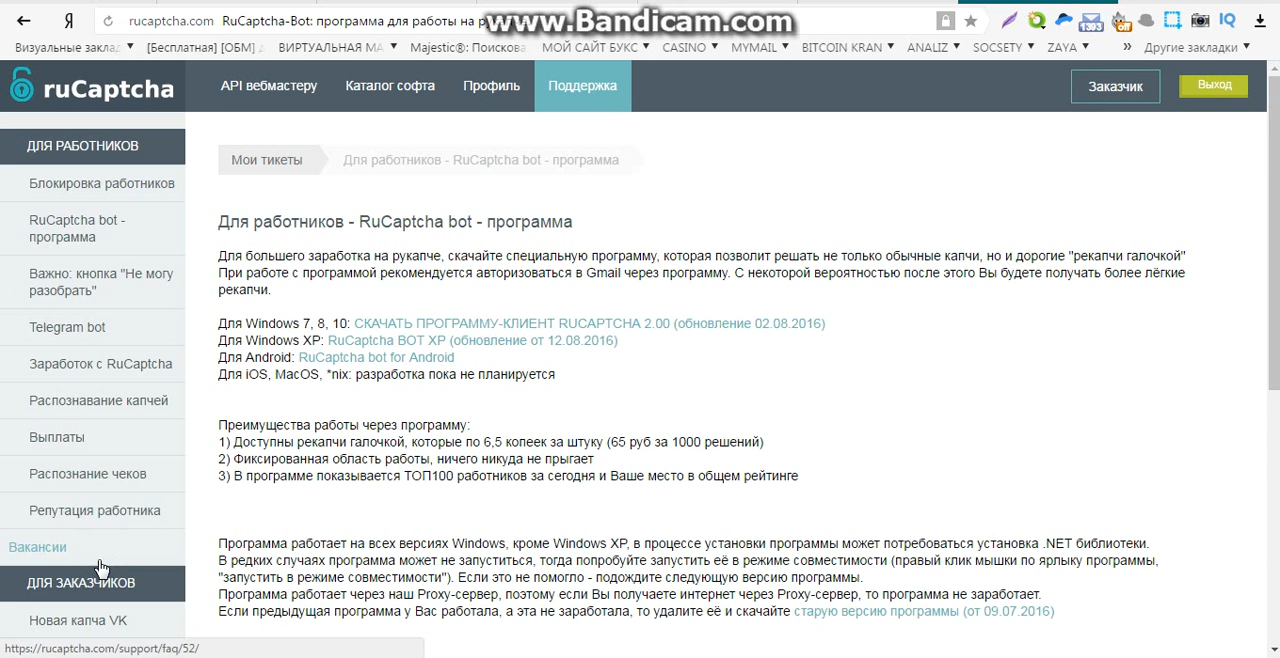 Я rucaptcha.com RuCaptcha-Bot: программа для работы на
www.Bandicam.com
1393
off
IQ
Визуальные заклад [Бесплатная] [ОБМ] ВИРТУАЛЬНАЯ МА Majestic®: Поискова МОЙ САЙТ БУКС CASINO MYMAIL BITCOIN KRAN ANALIZ SOCSETY ZAYA » Другие закладки
ruCaptcha
API вебмастеру Каталог софта Профиль Поддержка Заказчик Выход
ДЛЯ РАБОТНИКОВ
Блокировка работников
RuCaptcha bot -
программа
Важно: кнопка "Не могу
разобрать"
Telegram bot
Заработок с RuCaptcha
Распознавание капчей
Выплаты
Распознание чеков
Репутация работника
Вакансии
ДЛЯ ЗАКАЗЧИКОВ
Новая капча VK
https://rucaptcha.com/support/faq/52/
Мои тикеты Для работников - RuCaptcha bot - программа
Для работников - RuCaptcha bot - программа
Для большего заработка на рукапче, скачайте специальную программу, которая позволит решать не только обычные капчи, но и дорогие "рекапчи галочкой"
При работе с программой рекомендуется авторизоваться в Gmail через программу. С некоторой вероятностью после этого Вы будете получать более лёгкие
рекапчи.
Для Windows 7, 8, 10: СКАЧАТЬ ПРОГРАММУ-КЛИЕНТ RUCAPTCHA 2.00 (обновление 02.08.2016)
Для Windows XP: RuCaptcha BOT XP (обновление от 12.08.2016)
Для Android: RuCaptcha bot for Android
Для iOS, MacOS, *nix: разработка пока не планируется
Преимущества работы через программу:
1) Доступны рекапчи галочкой, которые по 6,5 копеек за штуку (65 руб за 1000 решений)
2) Фиксированная область работы, ничего никуда не прыгает
3) В программе показывается ТОП100 работников за сегодня и Ваше место в общем рейтинге
Программа работает на всех версиях Windows, кроме Windows XP, в процессе установки программы может потребоваться установка .NET библиотеки.
В редких случаях программа может не запуститься, тогда попробуйте запустить её в режиме совместимости (правый клик мышки по ярлыку программы,
"запустить в режиме совместимости"). Если это не помогло - подождите следующую версию программы.
Программа работает через наш Proxy-сервер, поэтому если Вы получаете интернет через Proxy-сервер, то программа не заработает.
Если предыдущая программа у Вас работала, а эта не заработала, то удалите её и скачайте старую версию программы (от 09.07.2016)